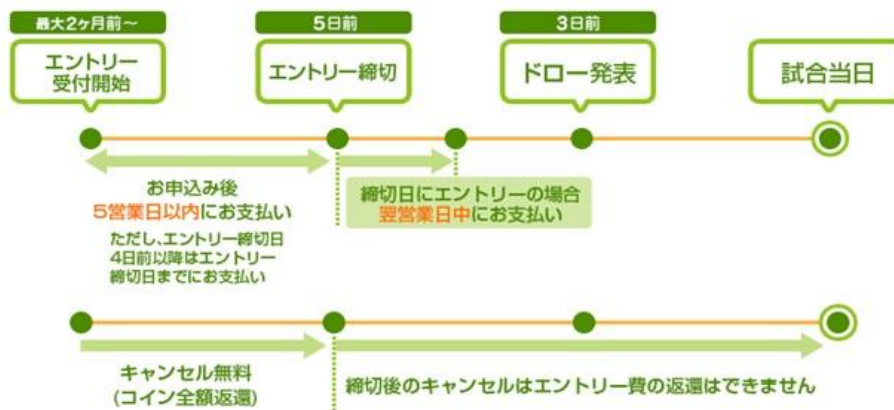 最大2ヶ月前～
5日前
3日前
エントリー
受付開始
エントリー締切
ドロー発表
試合当日
お申込み後
5営業日以内にお支払い
ただし、エントリー締切日
4日前以降はエントリー
締切日までにお支払い
締切日にエントリーの場合
翌営業日中にお支払い
キャンセル無料
(コイン全額返還)
締切後のキャンセルはエントリー費の返還はできません